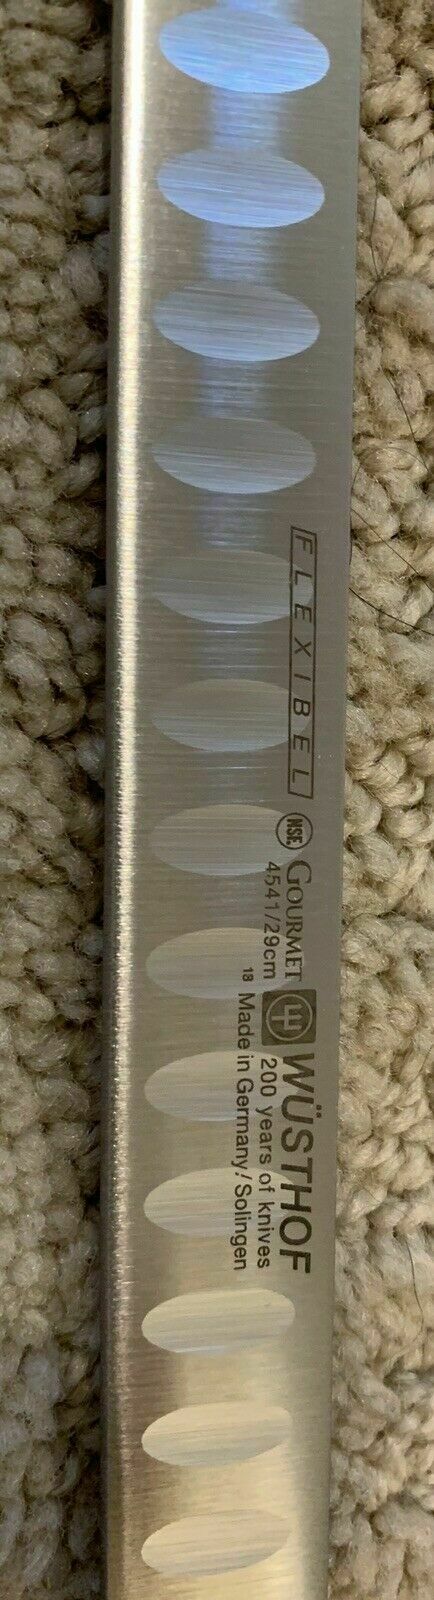 FLEXIBEL
NSF. GOURMET WÜSTHOF
4541/29cm 200 years of knives
18 Made in Germany/Solingen